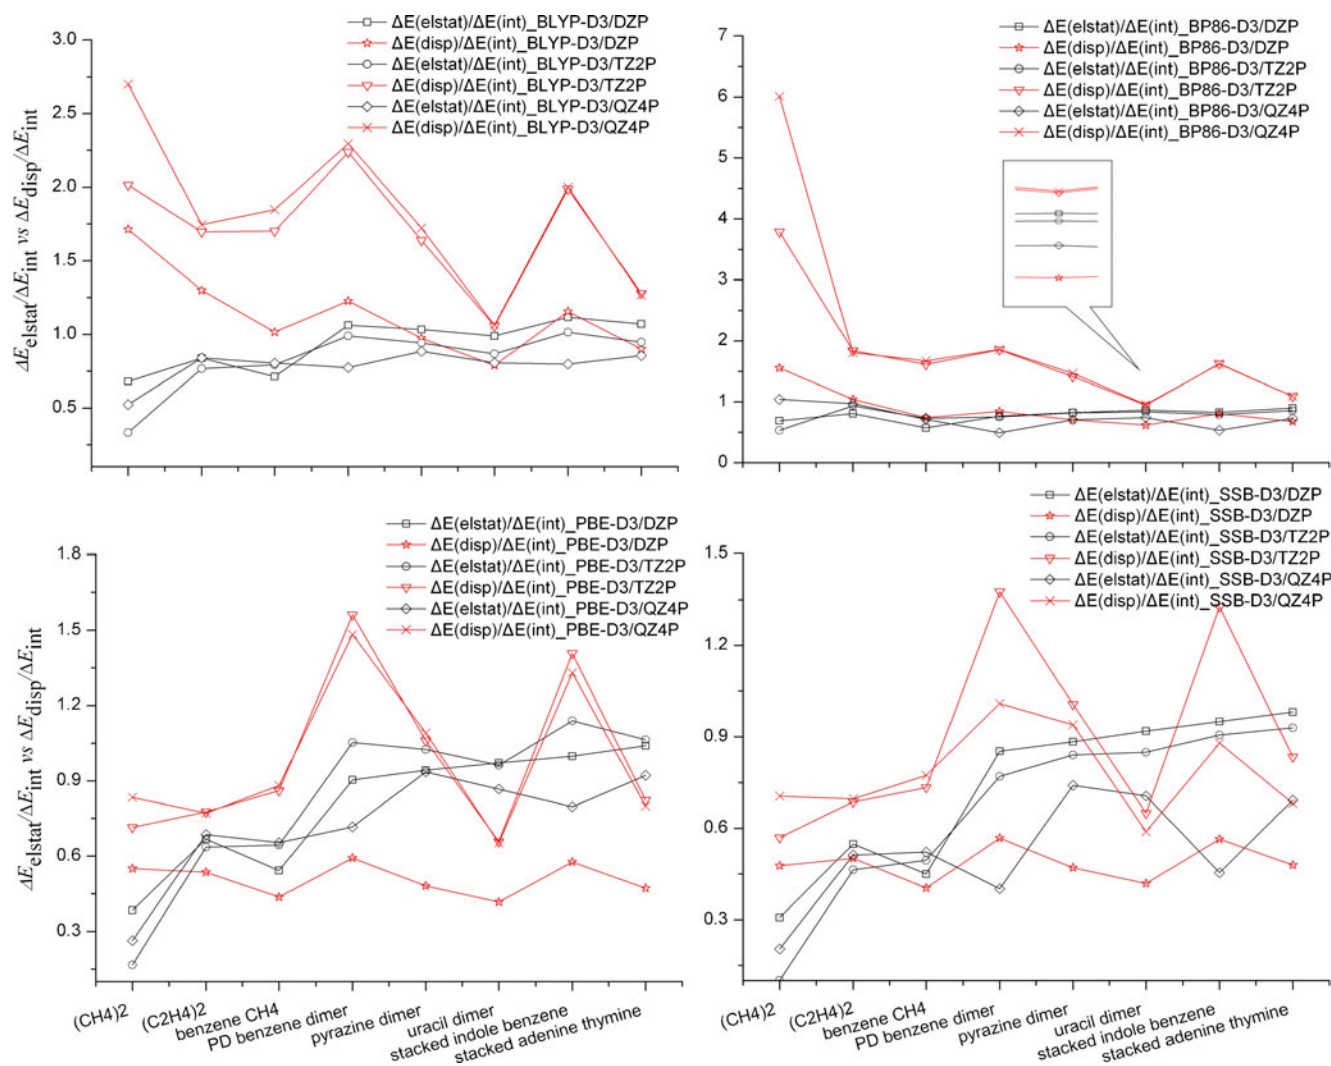 ΔE(elstat)/ΔE(int)_BLYP-D3/DZP
ΔE(disp)/ΔE(int)_BLYP-D3/DZP
ΔE(elstat)/ΔE(int)_BLYP-D3/TZ2P
ΔE(disp)/ΔE(int)_BLYP-D3/TZ2P
ΔE(elstat)/ΔE(int)_BLYP-D3/QZ4P
ΔE(disp)/ΔE(int)_BLYP-D3/QZ4P
3.0
2.5
2.0
1.5
1.0
0.5
ΔE_elstat/ΔE_int vs ΔE_disp/ΔE_int
ΔE(elstat)/ΔE(int)_BP86-D3/DZP
ΔE(disp)/ΔE(int)_BP86-D3/DZP
ΔE(elstat)/ΔE(int)_BP86-D3/TZ2P
ΔE(disp)/ΔE(int)_BP86-D3/TZ2P
ΔE(elstat)/ΔE(int)_BP86-D3/QZ4P
ΔE(disp)/ΔE(int)_BP86-D3/QZ4P
7
6
5
4
3
2
1
0
ΔE(elstat)/ΔE(int)_PBE-D3/DZP
ΔE(disp)/ΔE(int)_PBE-D3/DZP
ΔE(elstat)/ΔE(int)_PBE-D3/TZ2P
ΔE(disp)/ΔE(int)_PBE-D3/TZ2P
ΔE(elstat)/ΔE(int)_PBE-D3/QZ4P
ΔE(disp)/ΔE(int)_PBE-D3/QZ4P
1.8
1.5
1.2
0.9
0.6
0.3
ΔE_elstat/ΔE_int vs ΔE_disp/ΔE_int
(CH4)2
(C2H4)2
benzene CH4
PD benzene dimer
pyrazine dimer
uracil dimer
stacked indole benzene
stacked adenine thymine
ΔE(elstat)/ΔE(int)_SSB-D3/DZP
ΔE(disp)/ΔE(int)_SSB-D3/DZP
ΔE(elstat)/ΔE(int)_SSB-D3/TZ2P
ΔE(disp)/ΔE(int)_SSB-D3/TZ2P
ΔE(elstat)/ΔE(int)_SSB-D3/QZ4P
ΔE(disp)/ΔE(int)_SSB-D3/QZ4P
1.5
1.2
0.9
0.6
0.3
(CH4)2
(C2H4)2
benzene CH4
PD benzene dimer
pyrazine dimer
uracil dimer
stacked indole benzene
stacked adenine thymine